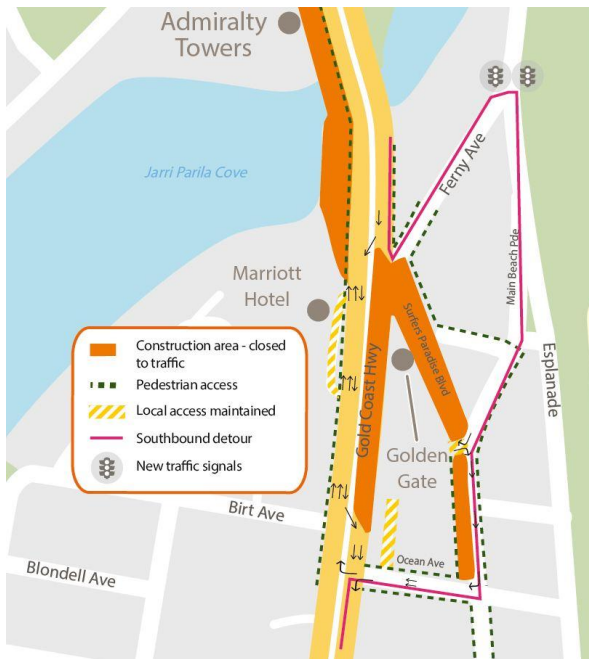 Admiralty
Towers
Jarri Parila Cove
Ferny Ave
Main Beach Pde
Marriott
Hotel
Surfers Paradise Blvd
Gold Coast Hwy
Esplanade
Construction area - closed
to traffic
Pedestrian access
Local access maintained
Southbound detour
New traffic signals
Golden
Gate
Birt Ave
Ocean Ave
Blondell Ave